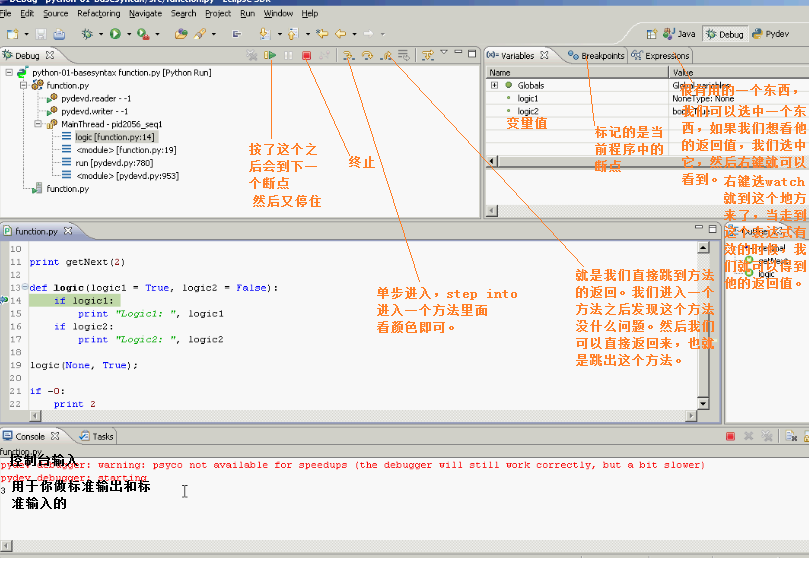 File Edit Source Refactoring Navigate Search Project Run Window Help
Java Debug Pydev
Debug
python-01-basesyntax function.py [Python Run]
function.py
pydevd.reader - -1
pydevd.writer - -1
MainThread - pid2056_seq1
logic [function.py:14]
<module> [function.py:19]
run [pydevd.py:780]
<module> [pydevd.py:953]
function.py
按了这个之
后会到下一
个断点
然后又停住
终止
(x)= Variables Breakpoints Expressions
Name Value
Globals Global variables
logic1 NoneType: None
logic2 bool: True
变量值
标记的是当
前程序中的
断点
很有用的一个东西，
我们可以选中一个东
西，如果我们想看他
的返回值，我们选中
它，然后右键就可以
看到。右键选watch
就到这个地方
来了，当走到
这个表达式有
效的时候，我
们就可以得到
他的返回值。
Outline
logic
function.py
10
11 print getNext(2)
12
13 def logic(logic1 = True, logic2 = False):
14 if logic1:
15 print "Logic1: ", logic1
16 if logic2:
17 print "Logic2: ", logic2
18
19 logic(None, True);
20
21 if -0:
22 print 2
单步进入，step into
进入一个方法里面
看颜色即可。
就是我们直接跳到方法
的返回。我们进入一个
方法之后发现这个方法
没什么问题。然后我们
可以直接返回来，也就
是跳出这个方法。
Console Tasks
function.py
控制台输入
pydev debugger: warning: psyco not available for speedups (the debugger will still work correctly, but a bit slower)
pydev debugger: starting
3
用于你做标准输出和标
准输入的